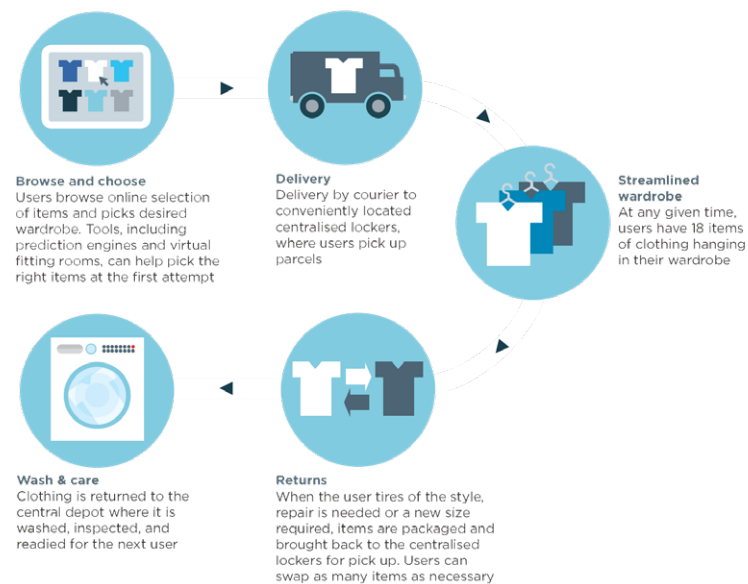 Browse and choose
Users browse online selection
of items and picks desired
wardrobe. Tools, including
prediction engines and virtual
fitting rooms, can help pick the
right items at the first attempt
Delivery
Delivery by courier to
conveniently located
centralised lockers,
where users pick up
parcels
Streamlined
wardrobe
At any given time,
users have 18 items
of clothing hanging
in their wardrobe
Wash & care
Clothing is returned to the
central depot where it is
washed, inspected, and
readied for the next user
Returns
When the user tires of the style,
repair is needed or a new size
required, items are packaged and
brought back to the centralised
lockers for pick up. Users can
swap as many items as necessary